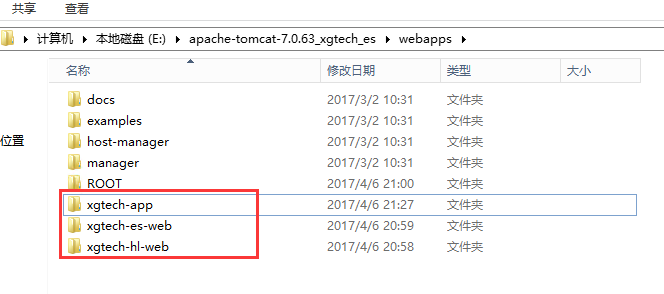 共享 查看
计算机 本地磁盘 (E:) apache-tomcat-7.0.63_xgtech_es webapps
名称 修改日期 类型 大小
docs 2017/3/2 10:31 文件夹
examples 2017/3/2 10:31 文件夹
位置 host-manager 2017/3/2 10:31 文件夹
manager 2017/3/2 10:31 文件夹
ROOT 2017/4/6 21:00 文件夹
xgtech-app 2017/4/6 21:27 文件夹
xgtech-es-web 2017/4/6 20:59 文件夹
xgtech-hl-web 2017/4/6 20:58 文件夹